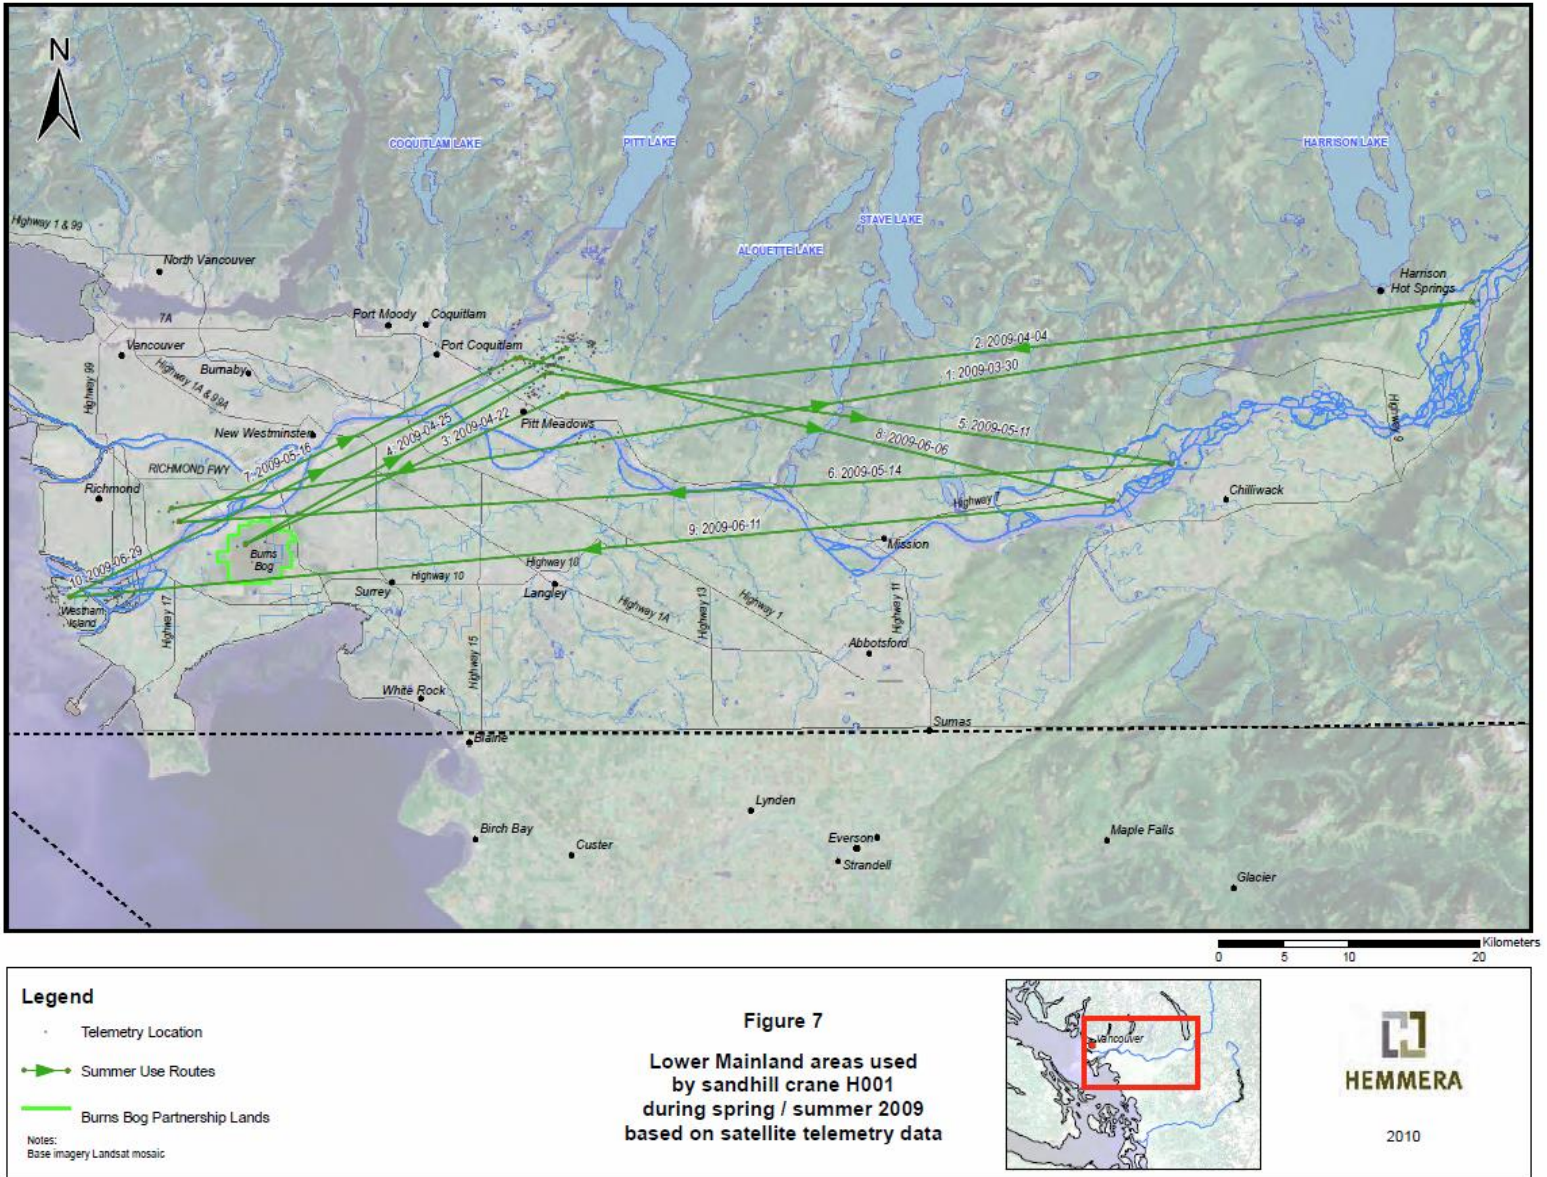 N
COQUITLAM LAKE
PITT LAKE
HARRISON LAKE
STAVE LAKE
ALOUETTE LAKE
Highway 1 & 99
North Vancouver
Harrison
Hot Springs
Port Moody
Coquitlam
7A
Vancouver
Port Coquitlam
2: 2009-04-04
Burnaby
1: 2009-03-30
Highway 99
Highway 1A & 99A
Highway 9
New Westminster
4: 2009-04-25
3: 2009-04-22
Pitt Meadows
5: 2009-05-11
8: 2009-06-06
7: 2009-05-16
RICHMOND FWY
6: 2009-05-14
Richmond
Highway 7
Chilliwack
9: 2009-06-11
Mission
Burns
Bog
10: 2009-06-29
Highway 10
Highway 10
Surrey
Langley
Westham
Island
Highway 17
Highway 1A
Highway 13
Highway 1
Highway 11
Abbotsford
Highway 15
White Rock
Sumas
Blaine
Lynden
Birch Bay
Custer
Everson
Strandell
Maple Falls
Glacier
Kilometers
0 5 10 20
Legend
Telemetry Location
Summer Use Routes
Burns Bog Partnership Lands
Notes:
Base imagery Landsat mosaic
Figure 7
Lower Mainland areas used
by sandhill crane H001
during spring / summer 2009
based on satellite telemetry data
Vancouver
HEMMERA
2010